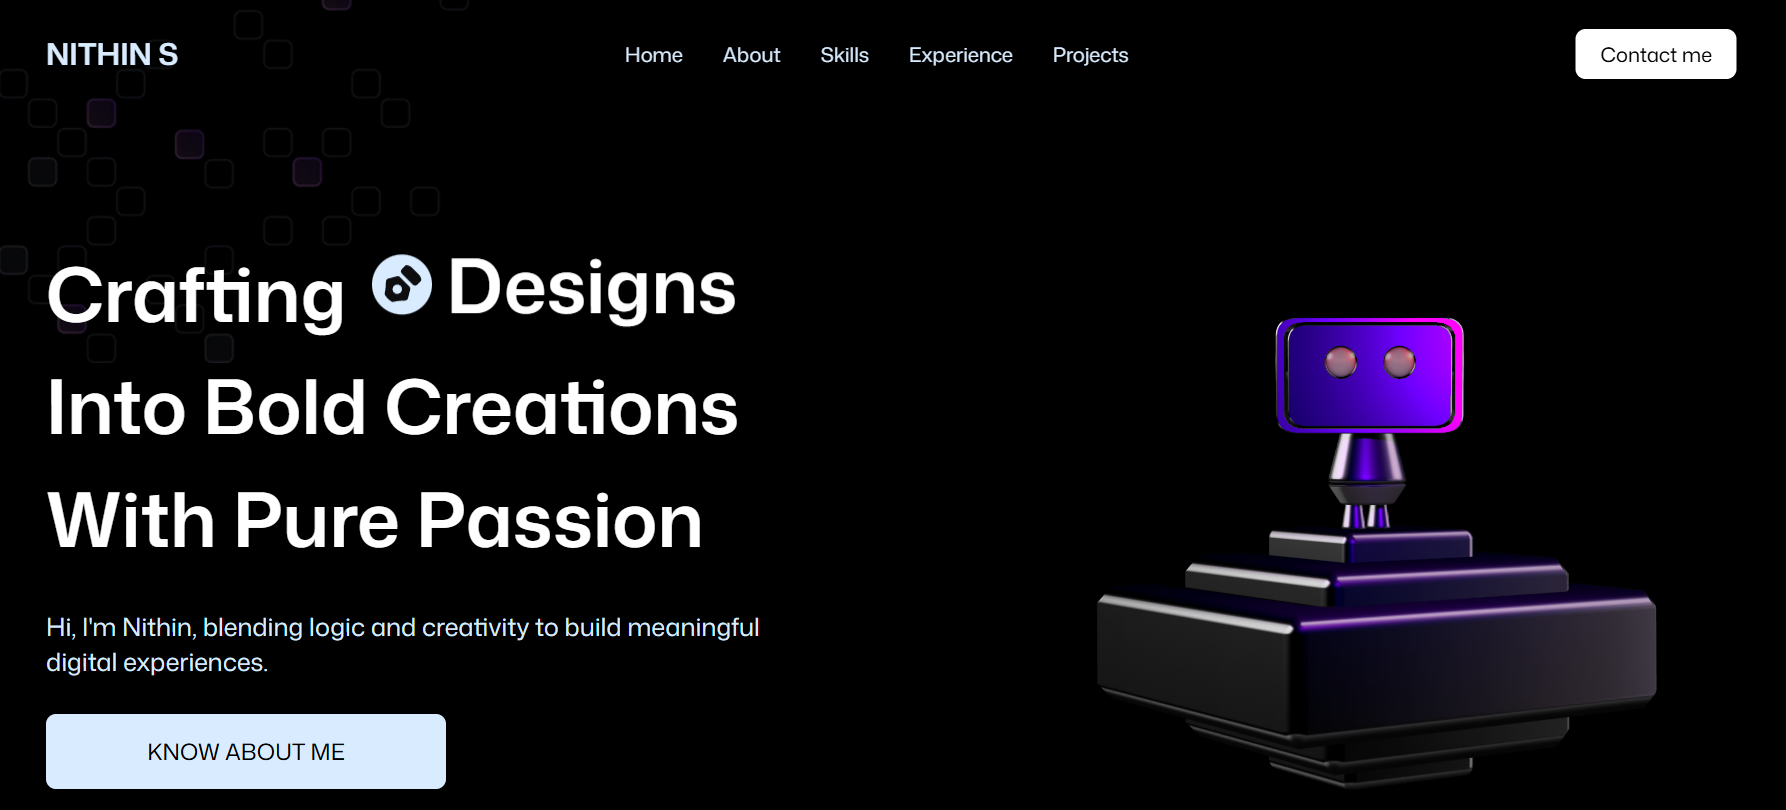 NITHIN S
Home About Skills Experience Projects
Contact me
Crafting Designs
Into Bold Creations
With Pure Passion
Hi, I'm Nithin, blending logic and creativity to build meaningful
digital experiences.
KNOW ABOUT ME